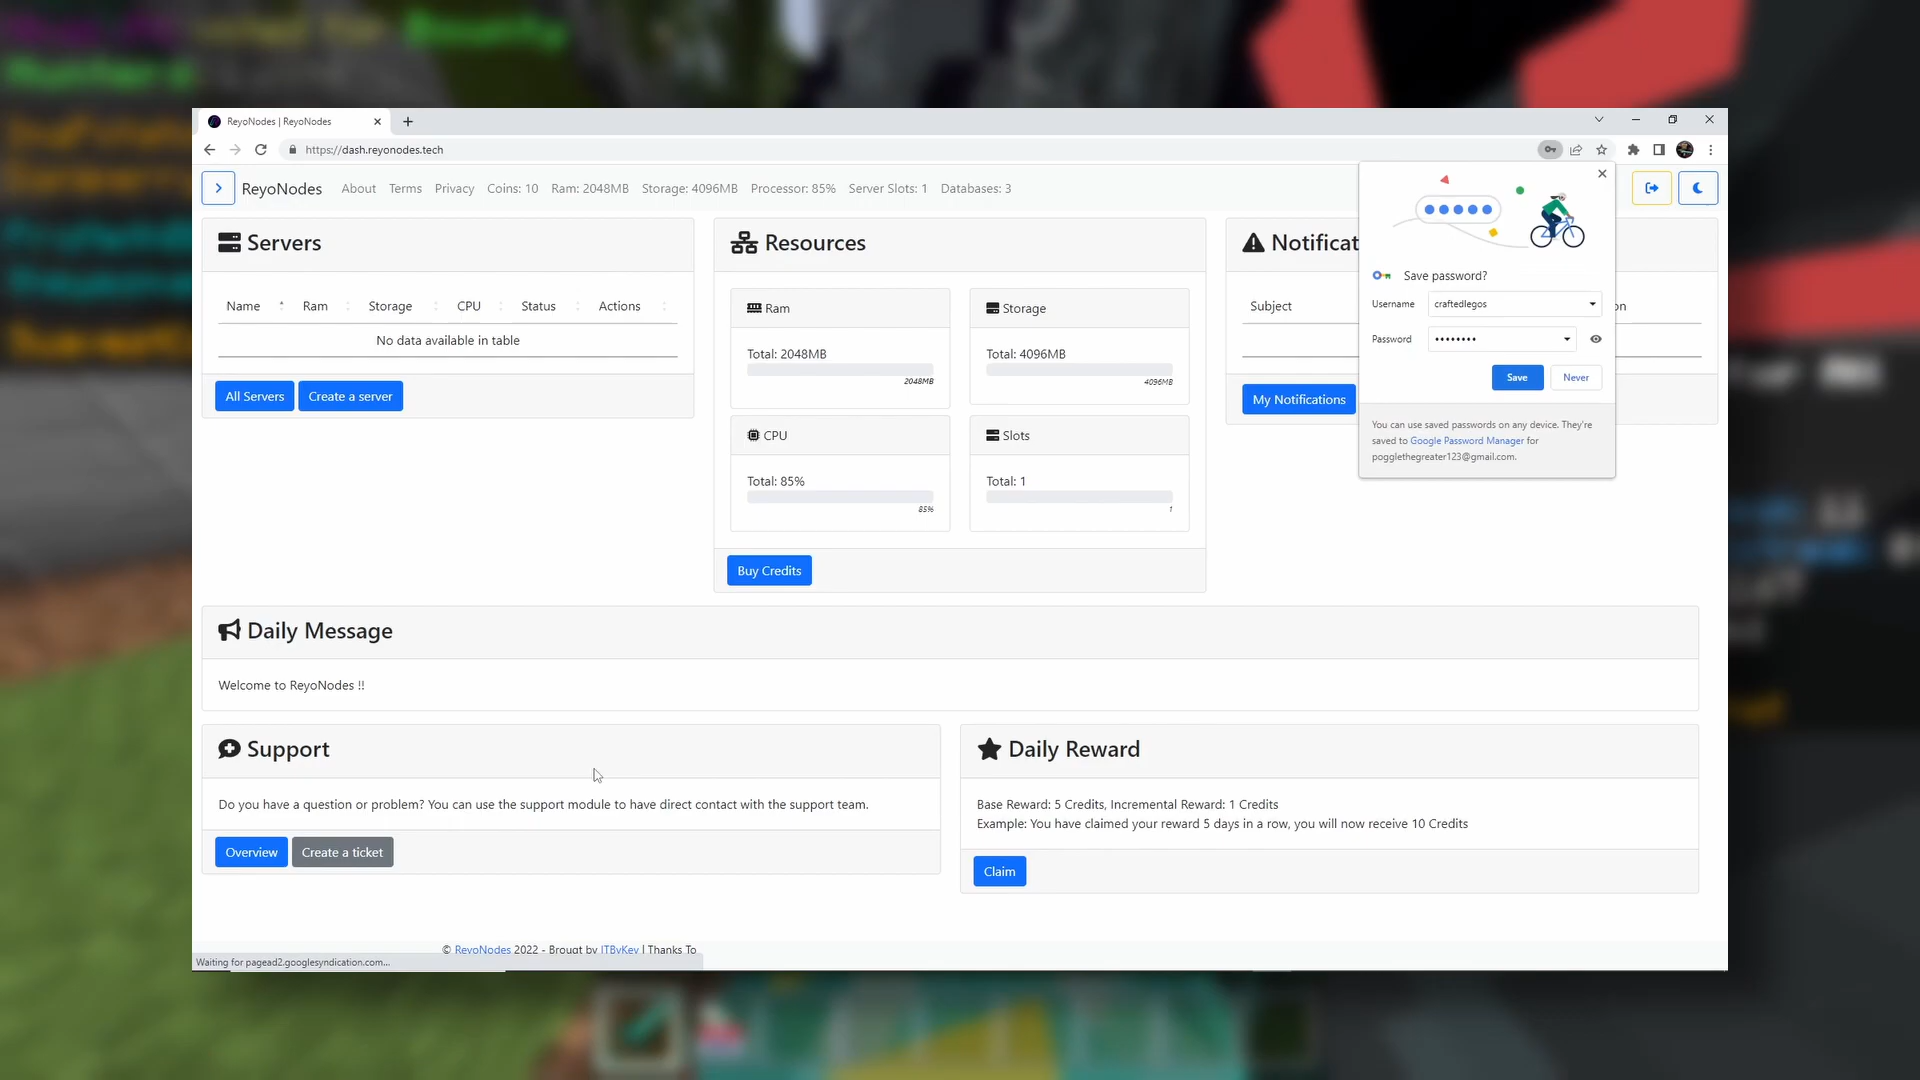 voted for Bounty
Hunters
ReyoNodes | ReyoNodes
https://dash.reyonodes.tech
ReyoNodes About Terms Privacy Coins: 10 Ram: 2048MB Storage: 4096MB Processor: 85% Server Slots: 1 Databases: 3
Servers
Name Ram Storage CPU Status Actions
No data available in table
All Servers Create a server
Resources
Ram
Total: 2048MB
2048MB
Storage
Total: 4096MB
4096MB
CPU
Total: 85%
85%
Slots
Total: 1
1
Buy Credits
Notificat
Subject
on
My Notifications
Save password?
Username craftedlegos
Password ••••••••
Save Never
You can use saved passwords on any device. They're
saved to Google Password Manager for
pogglethegreater123@gmail.com.
Daily Message
Welcome to ReyoNodes !!
Support
Do you have a question or problem? You can use the support module to have direct contact with the support team.
Overview Create a ticket
Daily Reward
Base Reward: 5 Credits, Incremental Reward: 1 Credits
Example: You have claimed your reward 5 days in a row, you will now receive 10 Credits
Claim
© ReyoNodes 2022 - Brougt by ITByKev | Thanks To
Waiting for pagead2.googlesyndication.com...